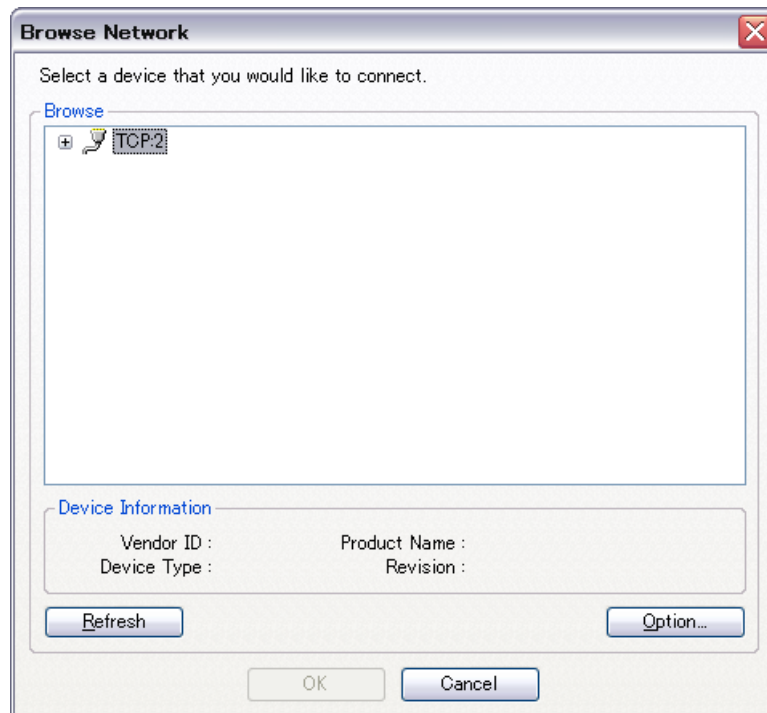 Browse Network
Select a device that you would like to connect.
Browse
TCP:2
Device Information
Vendor ID :
Product Name :
Device Type :
Revision :
Refresh
Option...
OK
Cancel